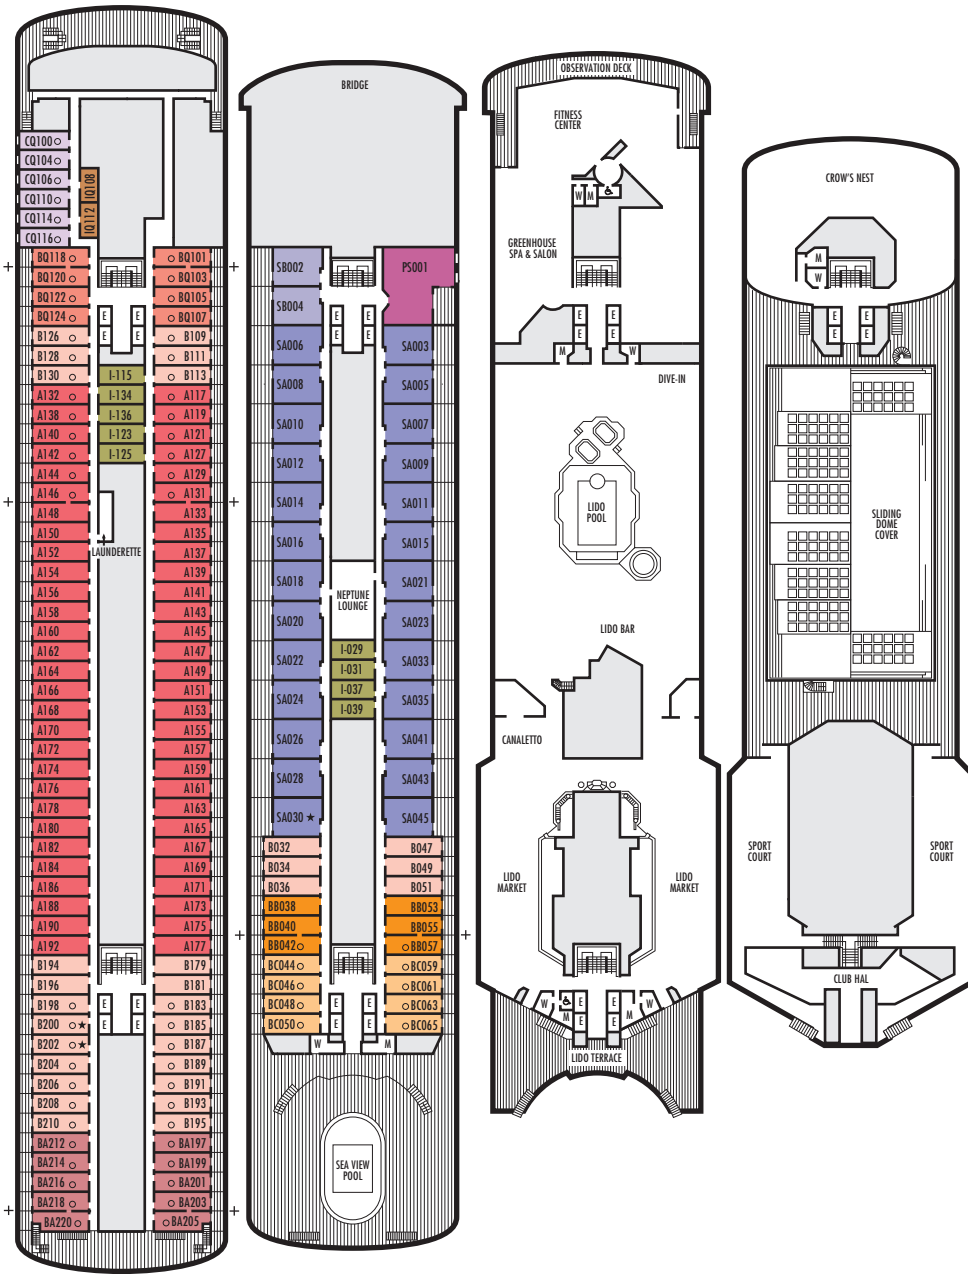 CQ100
CQ104
CQ106
CQ110
CQ114
CQ116
IQ108
IQ112
BQ118
BQ120
BQ122
BQ124
B126
B128
B130
A132
A138
A140
A142
A144
A146
A148
A150
A152
A154
A156
A158
A160
A162
A164
A166
A168
A170
A172
A174
A176
A178
A180
A182
A184
A186
A188
A190
A192
B194
B196
B198
B200 ★
B202 ★
B204
B206
B208
B210
BA212
BA214
BA216
BA218
BA220
E E
E E
I-115
I-134
I-136
I-123
I-125
LAUNDERETTE
E E
E E
BQ101
BQ103
BQ105
BQ107
B109
B111
B113
A117
A119
A121
A127
A129
A131
A133
A135
A137
A139
A141
A143
A145
A147
A149
A151
A153
A155
A157
A159
A161
A163
A165
A167
A169
A171
A173
A175
A177
B179
B181
B183
B185
B187
B189
B191
B193
B195
BA197
BA199
BA201
BA203
BA205
BRIDGE
SB002
SB004
SA006
SA008
SA010
SA012
SA014
SA016
SA018
SA020
SA022
SA024
SA026
SA028
SA030 ★
B032
B034
B036
BB038
BB040
BB042
BC044
BC046
BC048
BC050
E E
E E
NEPTUNE
LOUNGE
I-029
I-031
I-037
I-039
E E
E E
W M
PS001
SA003
SA005
SA007
SA009
SA011
SA015
SA021
SA023
SA033
SA035
SA041
SA043
SA045
B047
B049
B051
BB053
BB055
BB057
BC059
BC061
BC063
BC065
SEA VIEW
POOL
OBSERVATION DECK
FITNESS
CENTER
W M
GREENHOUSE
SPA & SALON
E E
E E
M W
DIVE-IN
LIDO
POOL
LIDO BAR
CANALETTO
LIDO
MARKET
LIDO
MARKET
W M E E M W
E E
LIDO TERRACE
CROW'S NEST
M
W
E E
E E
SLIDING
DOME
COVER
SPORT
COURT
SPORT
COURT
CLUB HAL